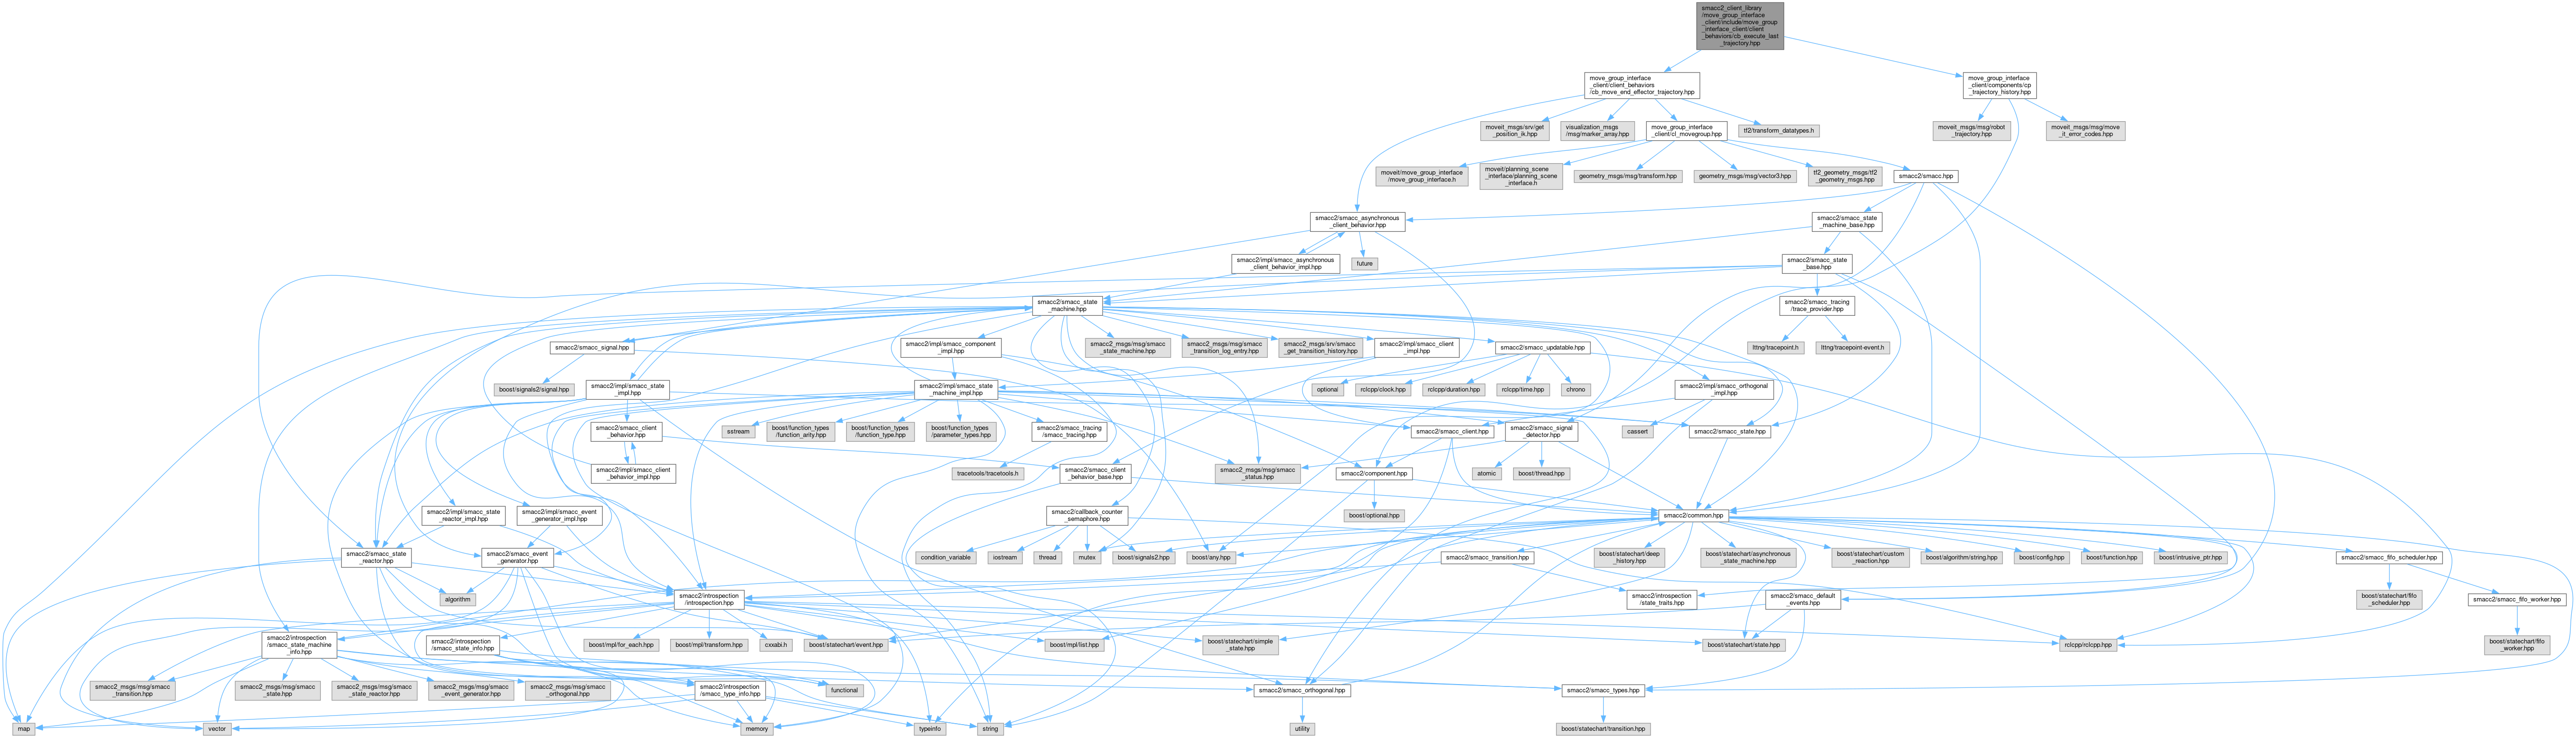 smacc2_client_library
/move_group_interface
_client/include/move_group
_interface_client/client
_behaviors/cb_execute_last
_trajectory.hpp
move_group_interface
_client/client_behaviors
/cb_move_end_effector_trajectory.hpp
move_group_interface
_client/components/cp
_trajectory_history.hpp
moveit_msgs/srv/get
_position_ik.hpp
visualization_msgs
/msg/marker_array.hpp
move_group_interface
_client/cl_movegroup.hpp
tf2/transform_datatypes.h
moveit_msgs/msg/robot
_trajectory.hpp
moveit_msgs/msg/move
_it_error_codes.hpp
moveit/move_group_interface
/move_group_interface.h
moveit/planning_scene
_interface/planning_scene
_interface.h
geometry_msgs/msg/transform.hpp
geometry_msgs/msg/vector3.hpp
tf2_geometry_msgs/tf2
_geometry_msgs.hpp
smacc2/smacc.hpp
smacc2/smacc_asynchronous
_client_behavior.hpp
smacc2/smacc_state
_machine_base.hpp
smacc2/impl/smacc_asynchronous
_client_behavior_impl.hpp
future
smacc2/smacc_state
_base.hpp
smacc2/smacc_state
_machine.hpp
smacc2/smacc_tracing
/trace_provider.hpp
smacc2/smacc_signal.hpp
smacc2/impl/smacc_component
_impl.hpp
smacc2_msgs/msg/smacc
_state_machine.hpp
smacc2_msgs/msg/smacc
_transition_log_entry.hpp
smacc2_msgs/srv/smacc
_get_transition_history.hpp
smacc2/impl/smacc_client
_impl.hpp
smacc2/smacc_updatable.hpp
lttng/tracepoint.h
lttng/tracepoint-event.h
boost/signals2/signal.hpp
smacc2/impl/smacc_state
_impl.hpp
smacc2/impl/smacc_state
_machine_impl.hpp
optional
rclcpp/clock.hpp
rclcpp/duration.hpp
rclcpp/time.hpp
chrono
smacc2/impl/smacc_orthogonal
_impl.hpp
smacc2/smacc_client
_behavior.hpp
sstream
boost/function_types
/function_arity.hpp
boost/function_types
/function_type.hpp
boost/function_types
/parameter_types.hpp
smacc2/smacc_tracing
/smacc_tracing.hpp
smacc2/smacc_client.hpp
smacc2/smacc_signal
_detector.hpp
cassert
smacc2/smacc_state.hpp
smacc2/impl/smacc_client
_behavior_impl.hpp
tracetools/tracetools.h
smacc2/smacc_client
_behavior_base.hpp
smacc2_msgs/msg/smacc
_status.hpp
smacc2/component.hpp
atomic
boost/thread.hpp
smacc2/impl/smacc_state
_reactor_impl.hpp
smacc2/impl/smacc_event
_generator_impl.hpp
smacc2/callback_counter
_semaphore.hpp
boost/optional.hpp
smacc2/common.hpp
smacc2/smacc_state
_reactor.hpp
smacc2/smacc_event
_generator.hpp
condition_variable
iostream
thread
mutex
boost/signals2.hpp
boost/any.hpp
smacc2/smacc_transition.hpp
boost/statechart/deep
_history.hpp
boost/statechart/asynchronous
_state_machine.hpp
boost/statechart/custom
_reaction.hpp
boost/algorithm/string.hpp
boost/config.hpp
boost/function.hpp
boost/intrusive_ptr.hpp
smacc2/smacc_fifo_scheduler.hpp
algorithm
smacc2/introspection
/introspection.hpp
smacc2/introspection
/state_traits.hpp
smacc2/smacc_default
_events.hpp
boost/statechart/fifo
_scheduler.hpp
smacc2/smacc_fifo_worker.hpp
smacc2/introspection
/smacc_state_machine
_info.hpp
smacc2/introspection
/smacc_state_info.hpp
boost/mpl/for_each.hpp
boost/mpl/transform.hpp
cxxabi.h
boost/statechart/event.hpp
boost/mpl/list.hpp
boost/statechart/simple
_state.hpp
boost/statechart/state.hpp
rclcpp/rclcpp.hpp
boost/statechart/fifo
_worker.hpp
smacc2_msgs/msg/smacc
_transition.hpp
smacc2_msgs/msg/smacc
_state.hpp
smacc2_msgs/msg/smacc
_state_reactor.hpp
smacc2_msgs/msg/smacc
_event_generator.hpp
smacc2_msgs/msg/smacc
_orthogonal.hpp
smacc2/introspection
/smacc_type_info.hpp
functional
smacc2/smacc_orthogonal.hpp
smacc2/smacc_types.hpp
map
vector
memory
typeinfo
string
utility
boost/statechart/transition.hpp